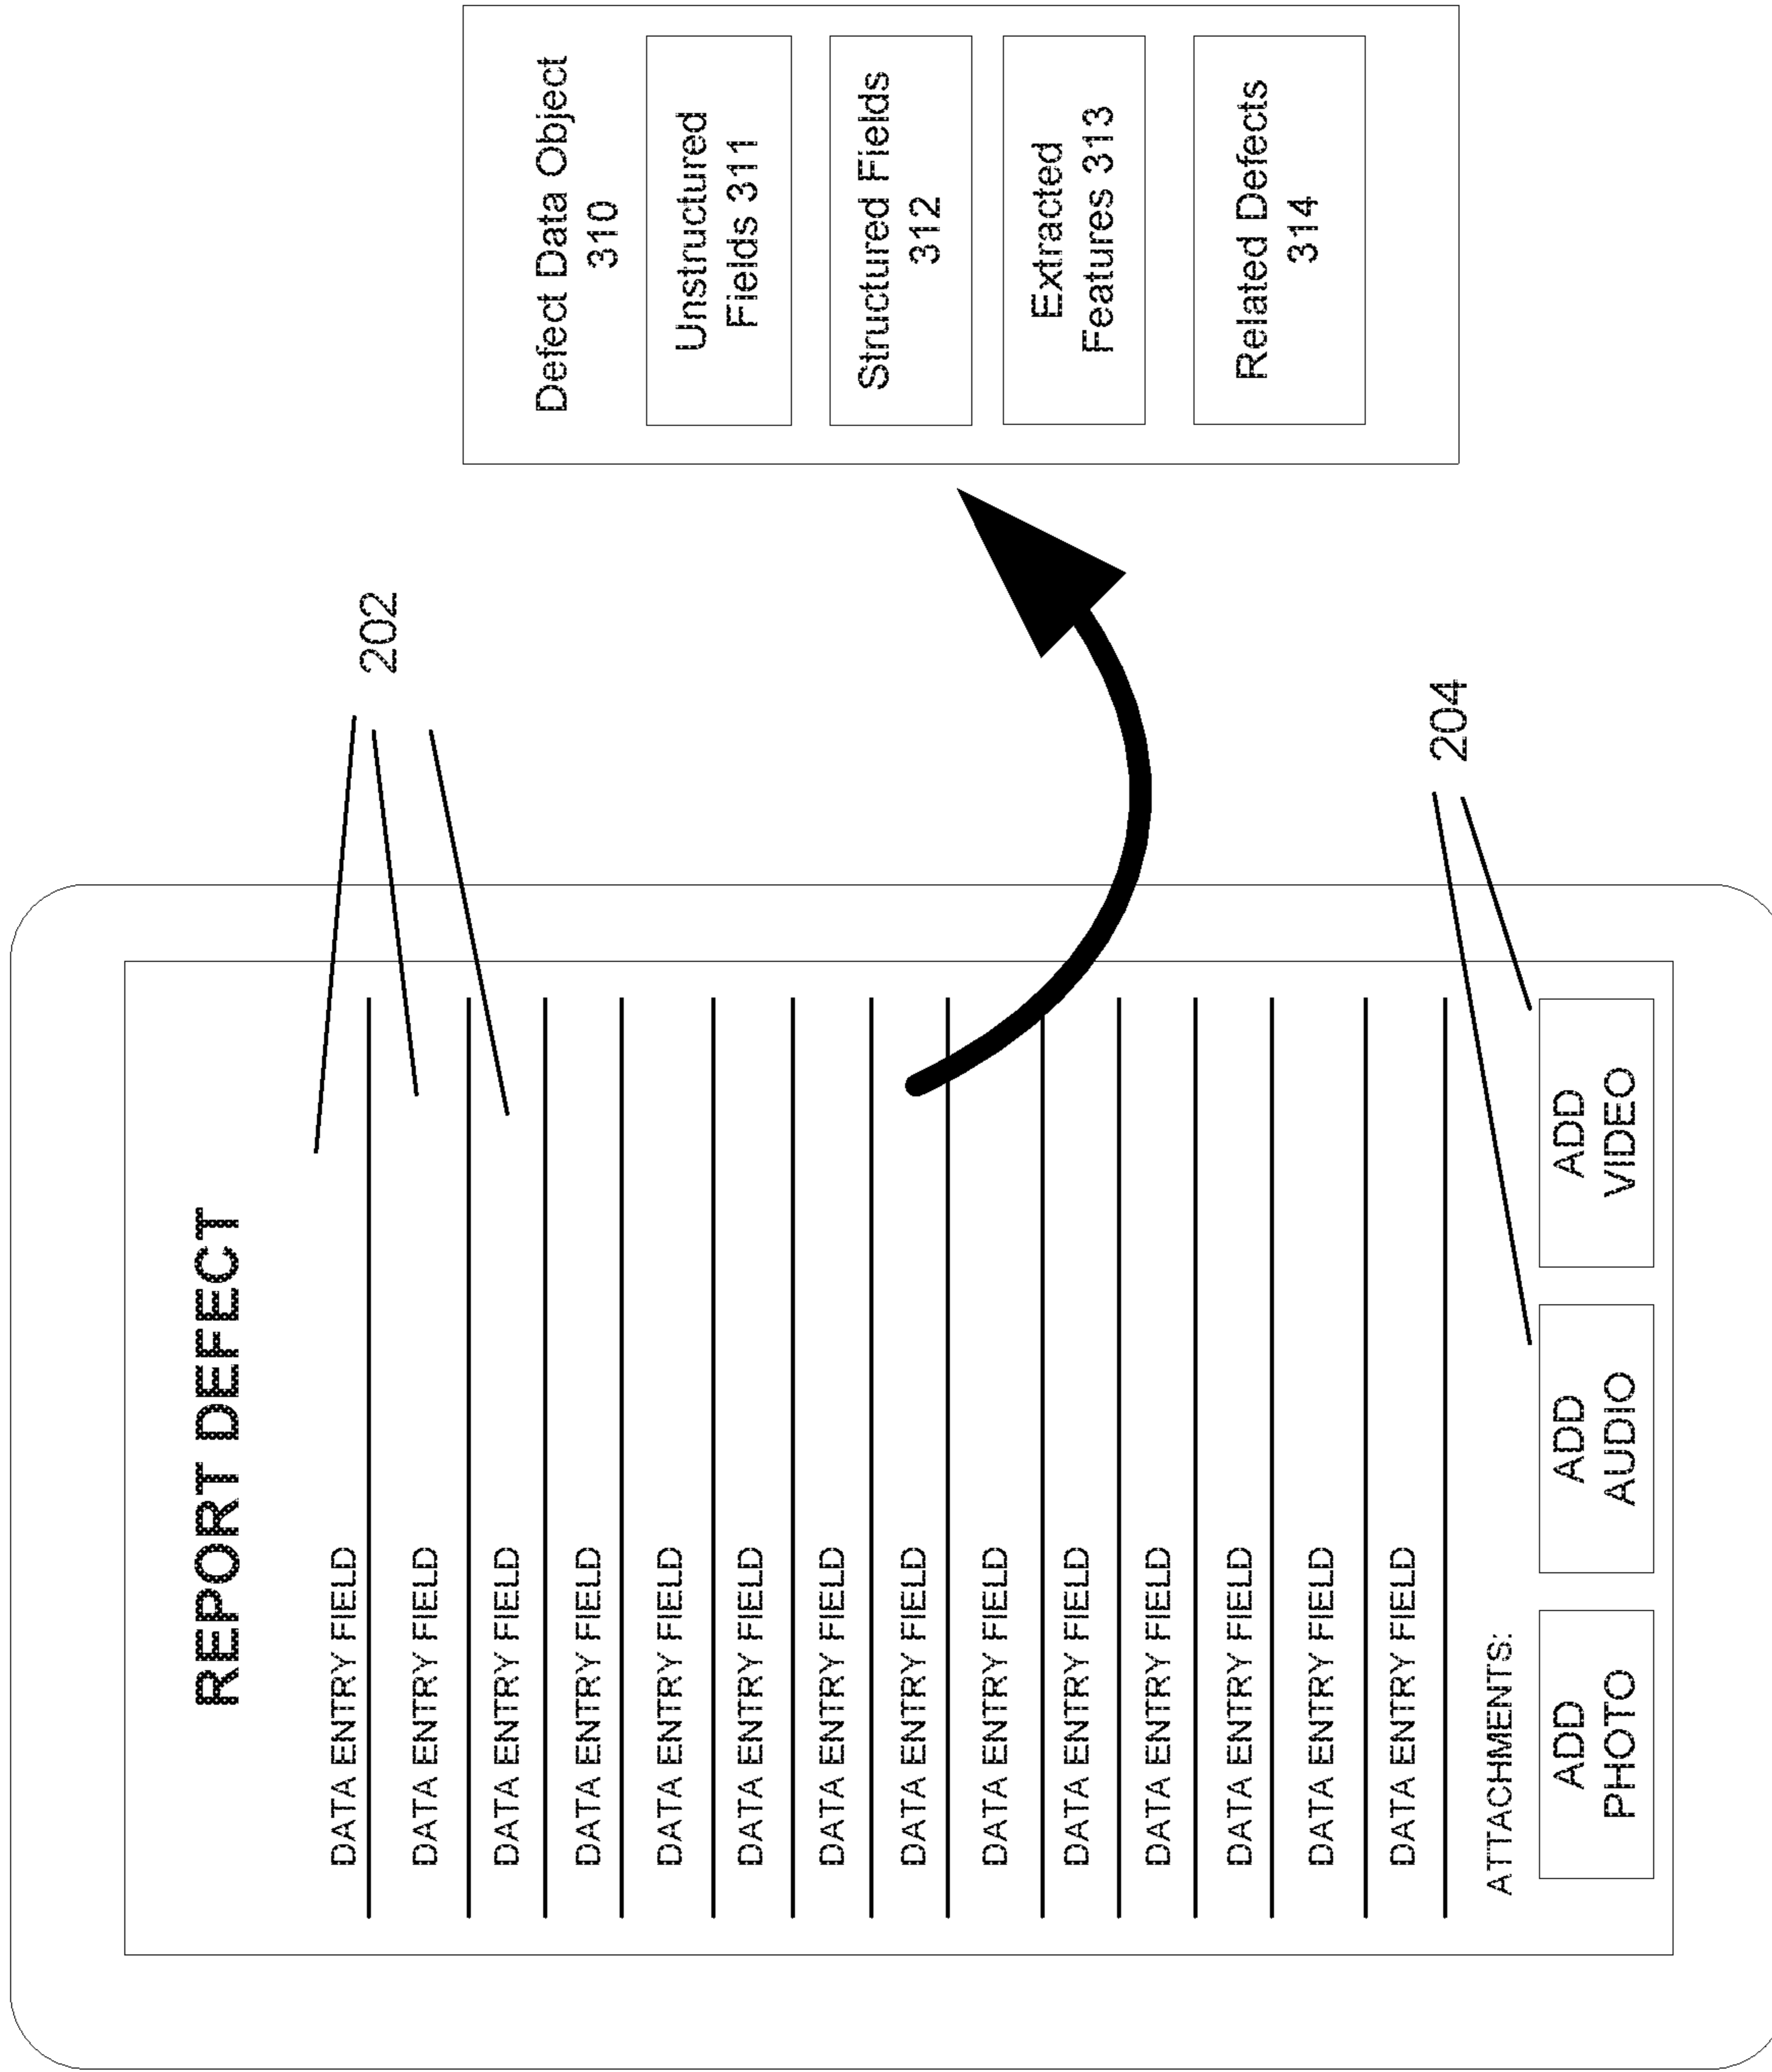 REPORT DEFECT
DATA ENTRY FIELD
DATA ENTRY FIELD
DATA ENTRY FIELD
DATA ENTRY FIELD
DATA ENTRY FIELD
DATA ENTRY FIELD
DATA ENTRY FIELD
DATA ENTRY FIELD
DATA ENTRY FIELD
DATA ENTRY FIELD
DATA ENTRY FIELD
DATA ENTRY FIELD
DATA ENTRY FIELD
DATA ENTRY FIELD
ATTACHMENTS:
ADD
PHOTO
ADD
AUDIO
ADD
VIDEO
202
204
Defect Data Object
310
Unstructured
Fields 311
Structured Fields
312
Extracted
Features 313
Related Defects
314